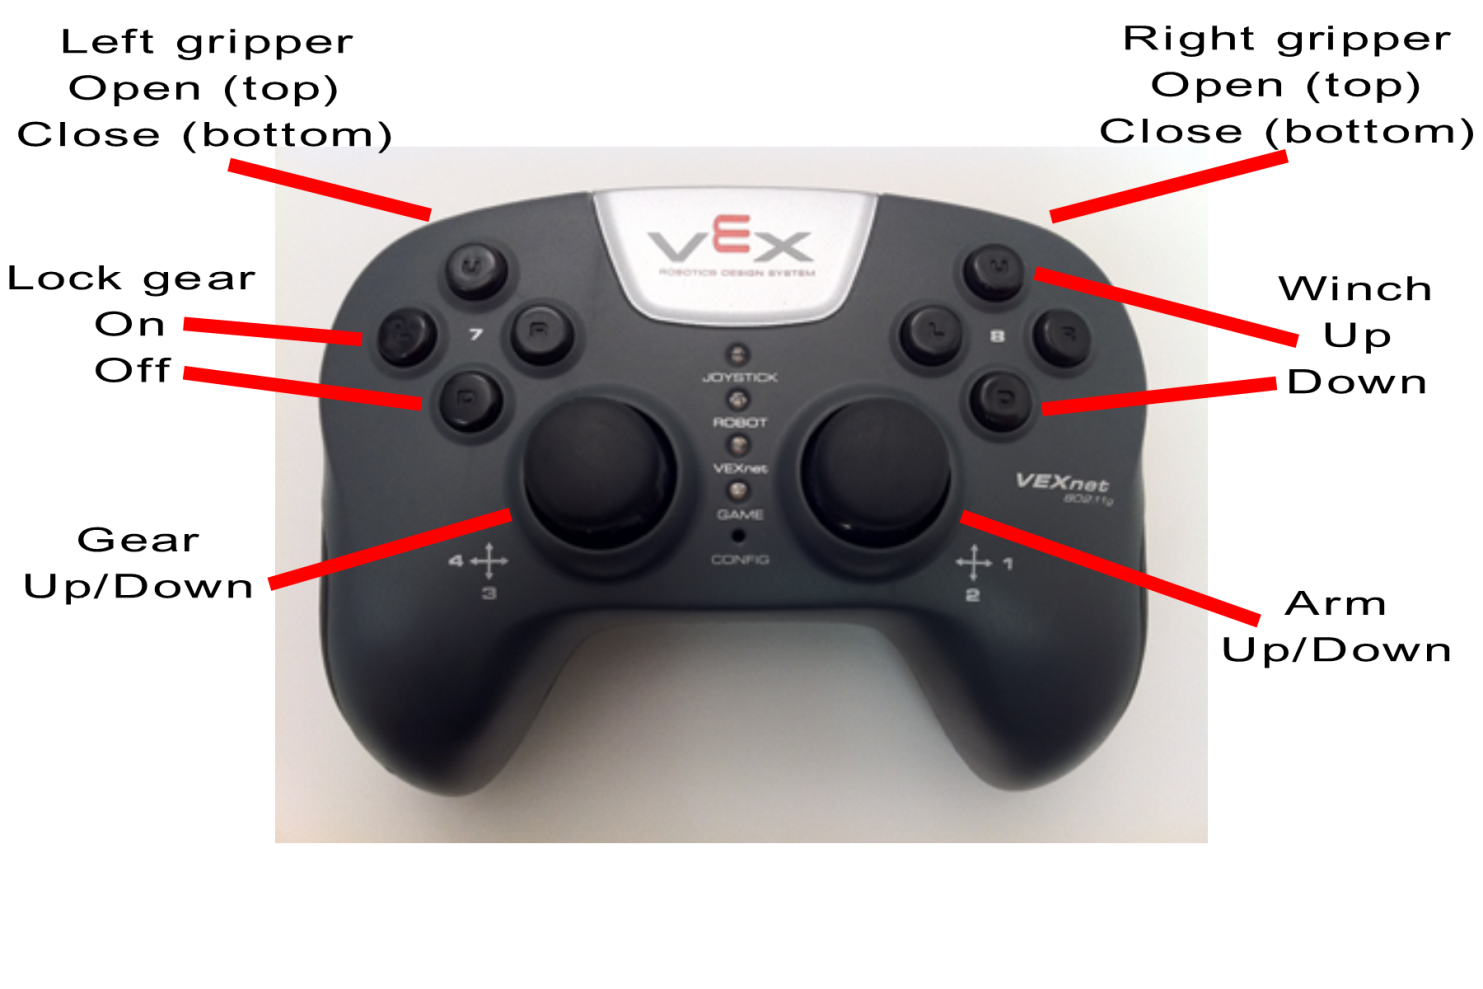 Left gripper
Open (top)
Close (bottom)
Right gripper
Open (top)
Close (bottom)
Lock gear
On
Off
Winch
Up
Down
Gear
Up/Down
Arm
Up/Down
VEX
ROBOTICS DESIGN SYSTEM
U
R
7
D
U
L
8
R
D
JOYSTICK
ROBOT
VEXnet
GAME
CONFIG
VEXnet
802.11g
4
3
1
2